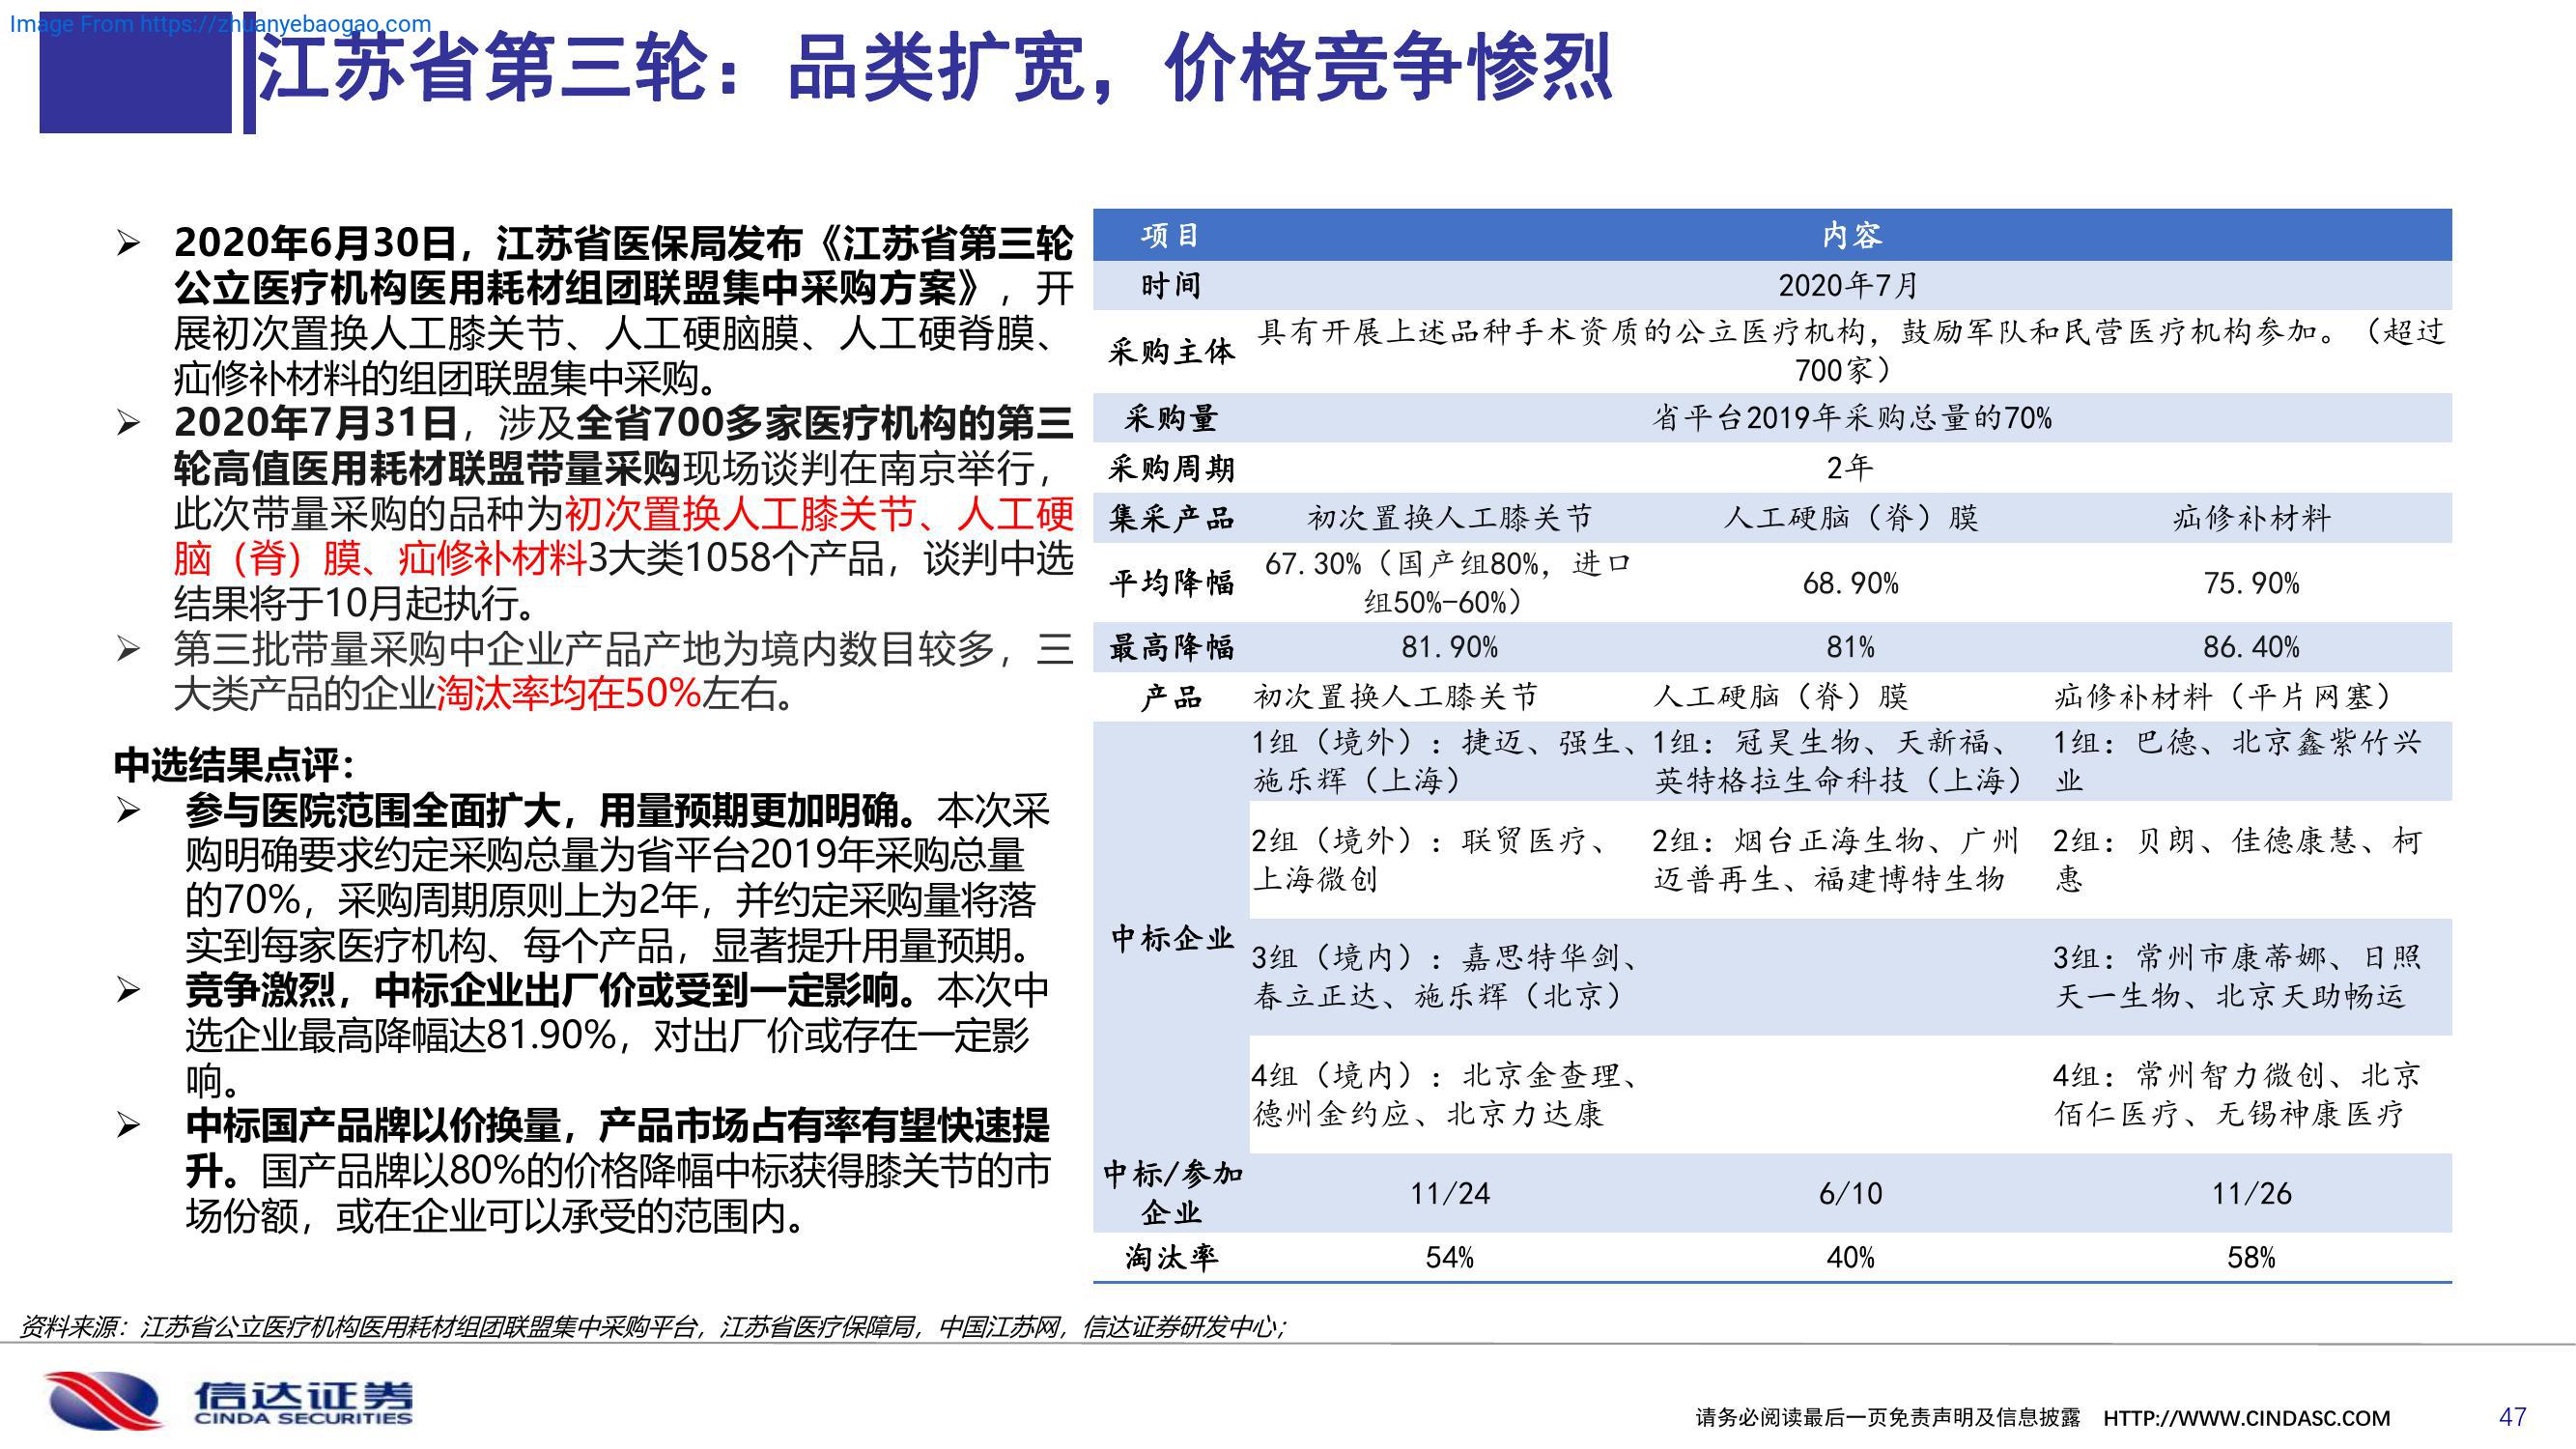 Image From https://zhuanyebaogao.com
江苏省第三轮：品类扩宽，价格竞争惨烈
➢ 2020年6月30日，江苏省医保局发布《江苏省第三轮
公立医疗机构医用耗材组团联盟集中采购方案》，开
展初次置换人工膝关节、人工硬脑膜、人工硬脊膜、
疝修补材料的组团联盟集中采购。
➢ 2020年7月31日，涉及全省700多家医疗机构的第三
轮高值医用耗材联盟带量采购现场谈判在南京举行，
此次带量采购的品种为初次置换人工膝关节、人工硬
脑（脊）膜、疝修补材料3大类1058个产品，谈判中选
结果将于10月起执行。
➢ 第三批带量采购中企业产品产地为境内数目较多，三
大类产品的企业淘汰率均在50%左右。
中选结果点评：
➢ 参与医院范围全面扩大，用量预期更加明确。本次采
购明确要求约定采购总量为省平台2019年采购总量
的70%，采购周期原则上为2年，并约定采购量将落
实到每家医疗机构、每个产品，显著提升用量预期。
➢ 竞争激烈，中标企业出厂价或受到一定影响。本次中
选企业最高降幅达81.90%，对出厂价或存在一定影
响。
➢ 中标国产品牌以价换量，产品市场占有率有望快速提
升。国产品牌以80%的价格降幅中标获得膝关节的市
场份额，或在企业可以承受的范围内。
项目 内容
时间 2020年7月
采购主体 具有开展上述品种手术资质的公立医疗机构，鼓励军队和民营医疗机构参加。（超过
700家）
采购量 省平台2019年采购总量的70%
采购周期 2年
集采产品 初次置换人工膝关节 人工硬脑（脊）膜 疝修补材料
平均降幅 67.30%（国产组80%，进口
组50%-60%） 68.90% 75.90%
最高降幅 81.90% 81% 86.40%
产品 初次置换人工膝关节 人工硬脑（脊）膜 疝修补材料（平片网塞）
中标企业
1组（境外）：捷迈、强生、 1组：冠昊生物、天新福、 1组：巴德、北京鑫紫竹兴
施乐辉（上海） 英特格拉生命科技（上海） 业
2组（境外）：联贸医疗、 2组：烟台正海生物、广州 2组：贝朗、佳德康慧、柯
上海微创 迈普再生、福建博特生物 惠
3组（境内）：嘉思特华剑、 3组：常州市康蒂娜、日照
春立正达、施乐辉（北京） 天一生物、北京天助畅运
4组（境内）：北京金查理、 4组：常州智力微创、北京
德州金约应、北京力达康 佰仁医疗、无锡神康医疗
中标/参加
企业 11/24 6/10 11/26
淘汰率 54% 40% 58%
资料来源：江苏省公立医疗机构医用耗材组团联盟集中采购平台，江苏省医疗保障局，中国江苏网，信达证券研发中心；
信达证券
CINDA SECURITIES
请务必阅读最后一页免责声明及信息披露 HTTP://WWW.CINDASC.COM 47